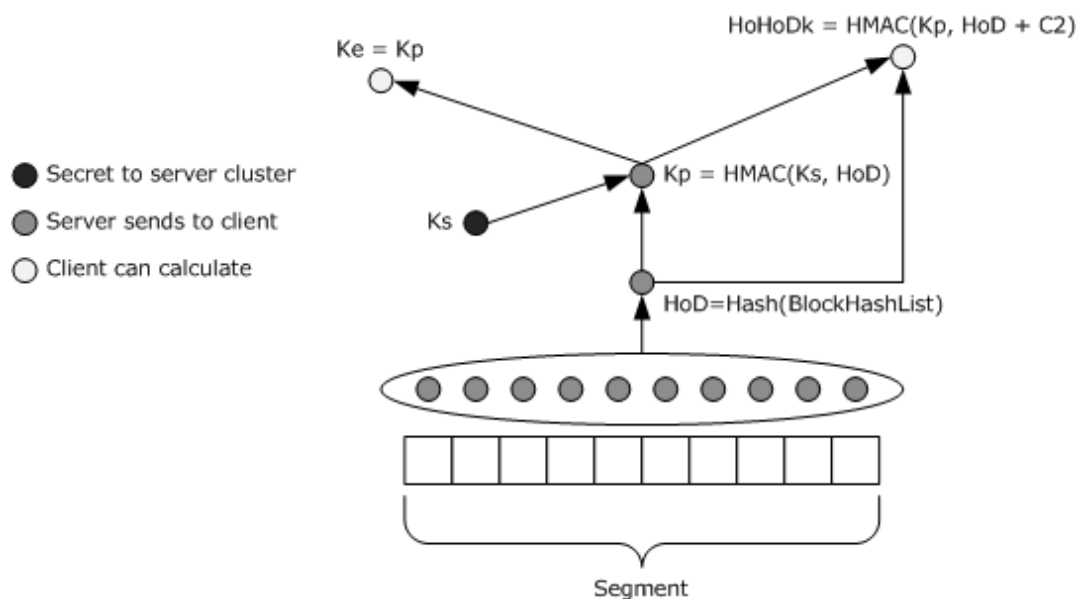 HoHoDk = HMAC(Kp, HoD + C2)
Ke = Kp
Secret to server cluster
Kp = HMAC(Ks, HoD)
Server sends to client
Ks
Client can calculate
HoD=Hash(BlockHashList)
Segment